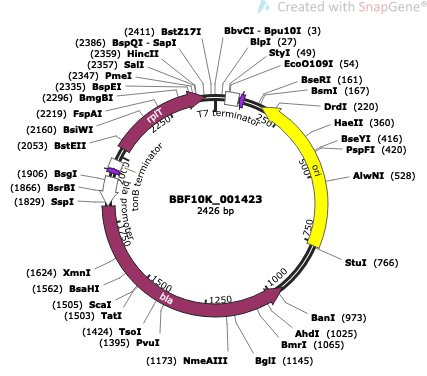 Created with SnapGene®
(2411) BstZ17I
(2386) BspQI - SapI
(2359) HincII
(2357) SalI
(2347) PmeI
(2335) BspEI
(2296) BmgBI
(2219) FspAI
(2160) BsiWI
(2053) BstEII
(1906) BsgI
(1866) BsrBI
(1829) SspI
(1624) XmnI
(1562) BsaHI
(1505) ScaI
(1503) TatI
(1424) TsoI
(1395) PvuI
(1173) NmeAIII
BbvCI - Bpu10I (3)
BlpI (27)
StyI (49)
EcoO109I (54)
BseRI (161)
BsmI (167)
DrdI (220)
HaeII (360)
BseYI (416)
PspFI (420)
AlwNI (528)
StuI (766)
BanI (973)
AhdI (1025)
BmrI (1065)
BglI (1145)
T7 terminator
rplT
ori
bla
bla promoter
tonB terminator
250
500
750
1000
1250
1500
1750
2250
BBF10K_001423
2426 bp